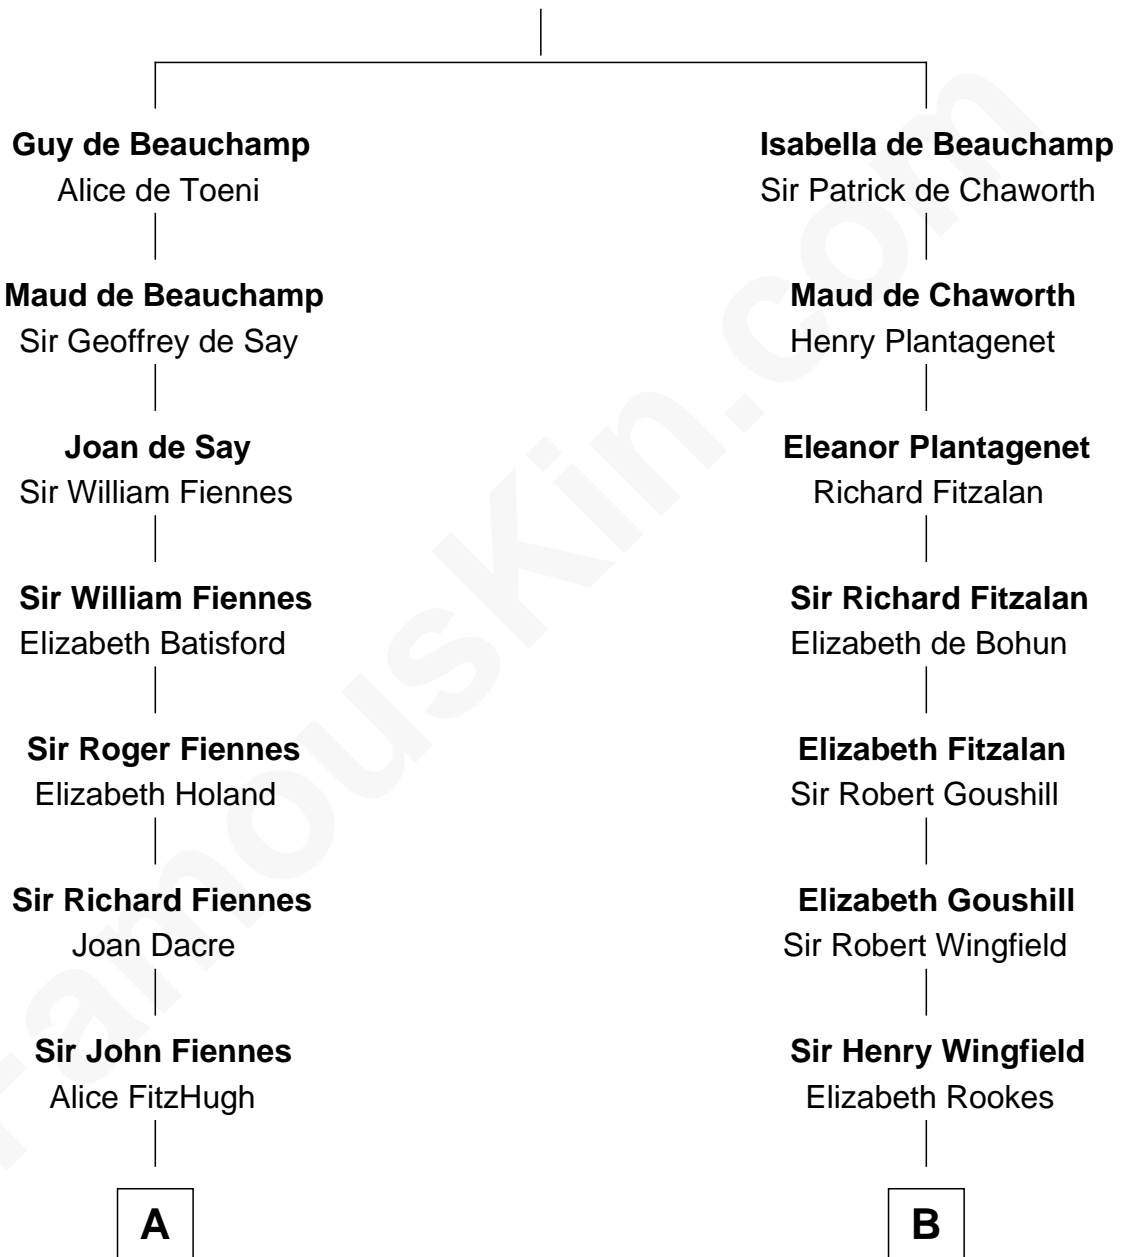 Guy de Beauchamp
Alice de Toeni
Maud de Beauchamp
Sir Geoffrey de Say
Joan de Say
Sir William Fiennes
Sir William Fiennes
Elizabeth Batisford
Sir Roger Fiennes
Elizabeth Holand
Sir Richard Fiennes
Joan Dacre
Sir John Fiennes
Alice FitzHugh
A
Isabella de Beauchamp
Sir Patrick de Chaworth
Maud de Chaworth
Henry Plantagenet
Eleanor Plantagenet
Richard Fitzalan
Sir Richard Fitzalan
Elizabeth de Bohun
Elizabeth Fitzalan
Sir Robert Goushill
Elizabeth Goushill
Sir Robert Wingfield
Sir Henry Wingfield
Elizabeth Rookes
B
FamousKin.com